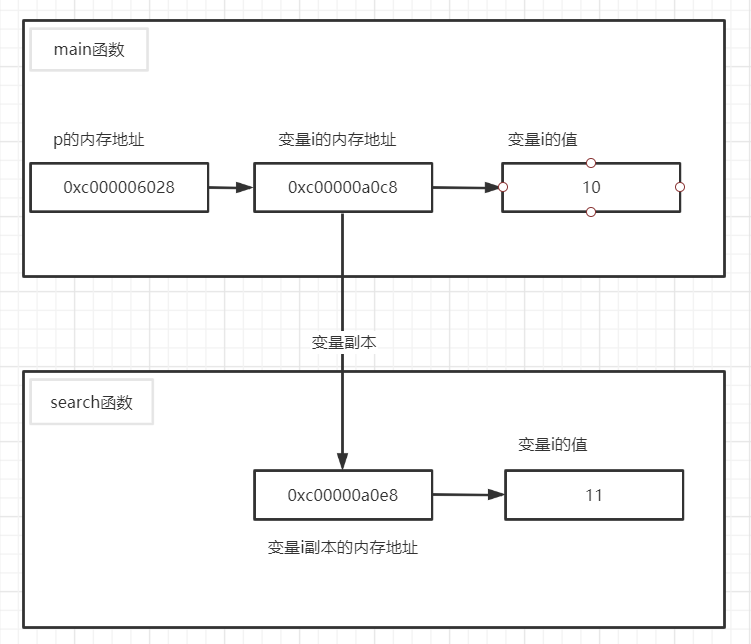 main函数
p的内存地址
变量i的内存地址
变量i的值
0xc000006028
0xc00000a0c8
10
变量副本
search函数
变量i的值
0xc00000a0e8
11
变量i副本的内存地址